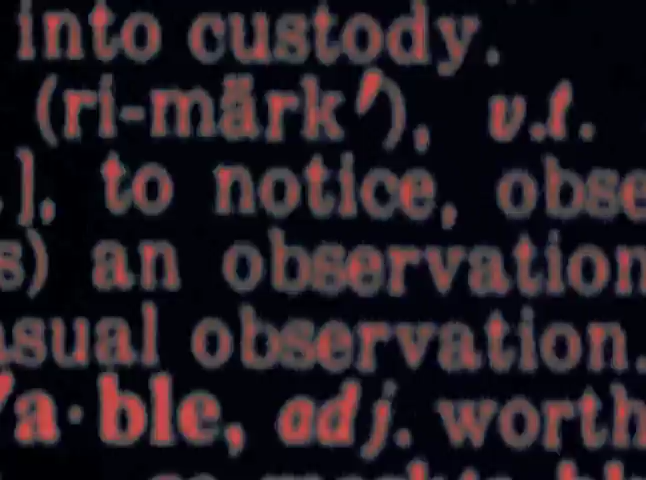 into custody.
(ri-märk′), v.t.
], to notice, obse
s) an observation
asual observation.
′a·ble, adj. worth